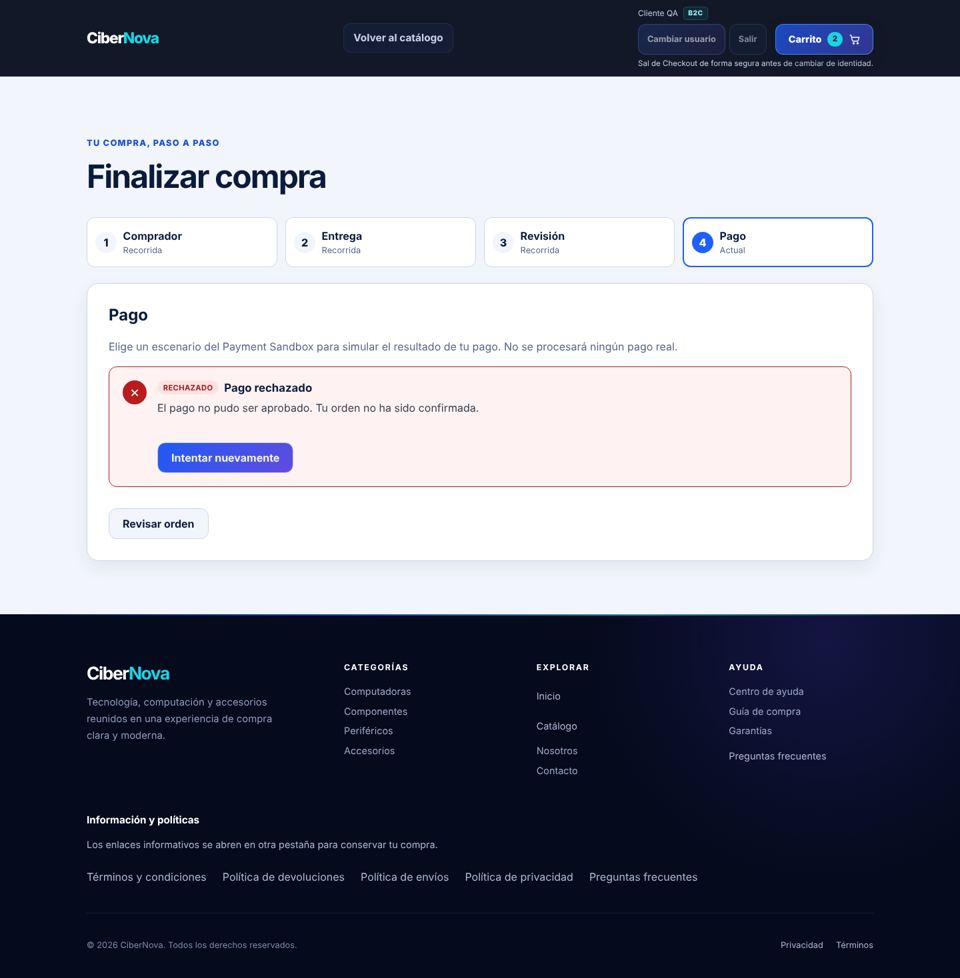 CiberNova
Volver al catálogo
Cliente QA B2C
Cambiar usuario
Salir
Carrito 2
Sal de Checkout de forma segura antes de cambiar de identidad.
TU COMPRA, PASO A PASO
Finalizar compra
1 Comprador
Recorrida
2 Entrega
Recorrida
3 Revisión
Recorrida
4 Pago
Actual
Pago
Elige un escenario del Payment Sandbox para simular el resultado de tu pago. No se procesará ningún pago real.
RECHAZADO Pago rechazado
El pago no pudo ser aprobado. Tu orden no ha sido confirmada.
Intentar nuevamente
Revisar orden
CiberNova
Tecnología, computación y accesorios
reunidos en una experiencia de compra
clara y moderna.
CATEGORÍAS
Computadoras
Componentes
Periféricos
Accesorios
EXPLORAR
Inicio
Catálogo
Nosotros
Contacto
AYUDA
Centro de ayuda
Guía de compra
Garantías
Preguntas frecuentes
Información y políticas
Los enlaces informativos se abren en otra pestaña para conservar tu compra.
Términos y condiciones Política de devoluciones Política de envíos Política de privacidad Preguntas frecuentes
© 2026 CiberNova. Todos los derechos reservados.
Privacidad Términos